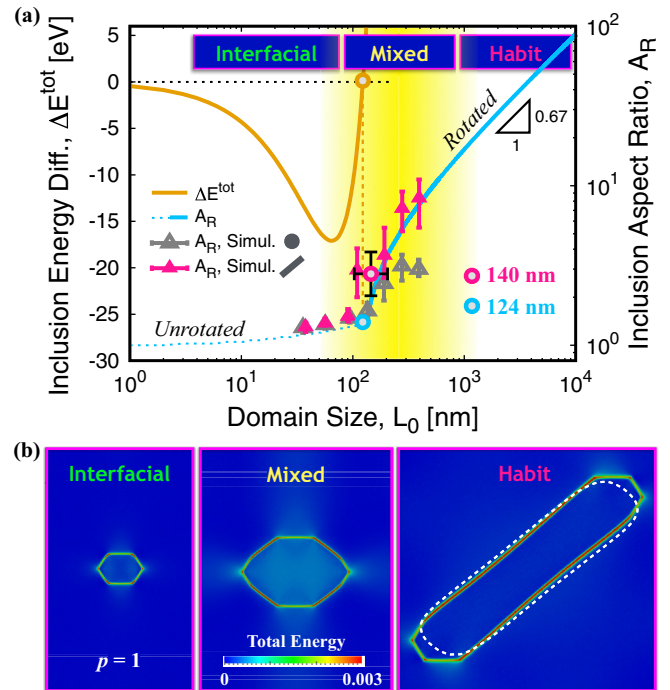 (a)
Inclusion Energy Diff., ΔE^tot [eV]
5
0
-5
-10
-15
-20
-25
-30
Interfacial
Mixed
Habit
10^2
10^1
10^0
Inclusion Aspect Ratio, A_R
Rotated
0.67
1
ΔE^tot
A_R
A_R, Simul.
A_R, Simul.
140 nm
124 nm
Unrotated
10^0
10^1
10^2
10^3
10^4
Domain Size, L_0 [nm]
(b)
Interfacial
Mixed
Habit
p = 1
Total Energy
0
0.003